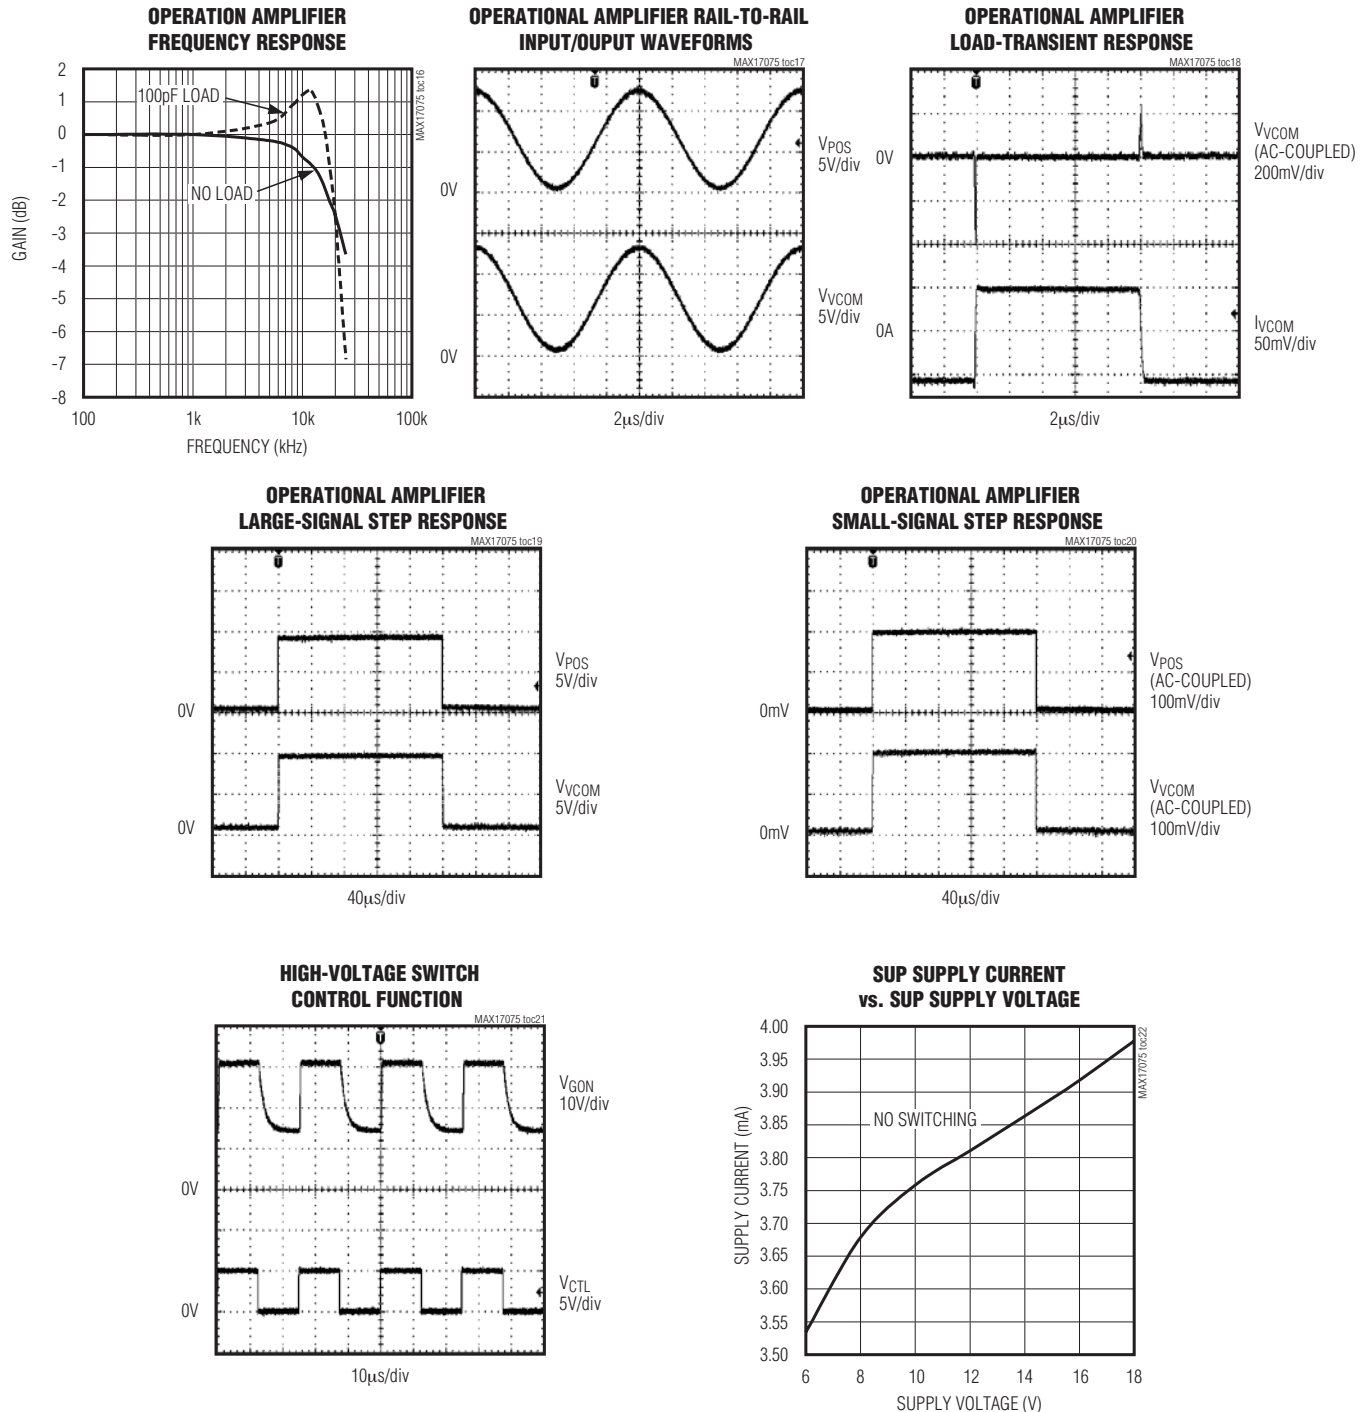 OPERATION AMPLIFIER
FREQUENCY RESPONSE
MAX17075 toc16
2
1
0
-1
-2
-3
-4
-5
-6
-7
-8
GAIN (dB)
100pF LOAD
NO LOAD
100
1k
10k
100k
FREQUENCY (kHz)
OPERATIONAL AMPLIFIER RAIL-TO-RAIL
INPUT/OUPUT WAVEFORMS
MAX17075 toc17
T
0V
0V
VPOS
5V/div
VVCOM
5V/div
2μs/div
OPERATIONAL AMPLIFIER
LOAD-TRANSIENT RESPONSE
MAX17075 toc18
T
0V
0A
VVCOM
(AC-COUPLED)
200mV/div
IVCOM
50mV/div
2μs/div
OPERATIONAL AMPLIFIER
LARGE-SIGNAL STEP RESPONSE
MAX17075 toc19
T
0V
0V
VPOS
5V/div
VVCOM
5V/div
40μs/div
OPERATIONAL AMPLIFIER
SMALL-SIGNAL STEP RESPONSE
MAX17075 toc20
T
0mV
0mV
VPOS
(AC-COUPLED)
100mV/div
VVCOM
(AC-COUPLED)
100mV/div
40μs/div
HIGH-VOLTAGE SWITCH
CONTROL FUNCTION
MAX17075 toc21
T
0V
0V
VGON
10V/div
VCTL
5V/div
10μs/div
SUP SUPPLY CURRENT
vs. SUP SUPPLY VOLTAGE
MAX17075 toc22
4.00
3.95
3.90
3.85
3.80
3.75
3.70
3.65
3.60
3.55
3.50
SUPPLY CURRENT (mA)
NO SWITCHING
6
8
10
12
14
16
18
SUPPLY VOLTAGE (V)